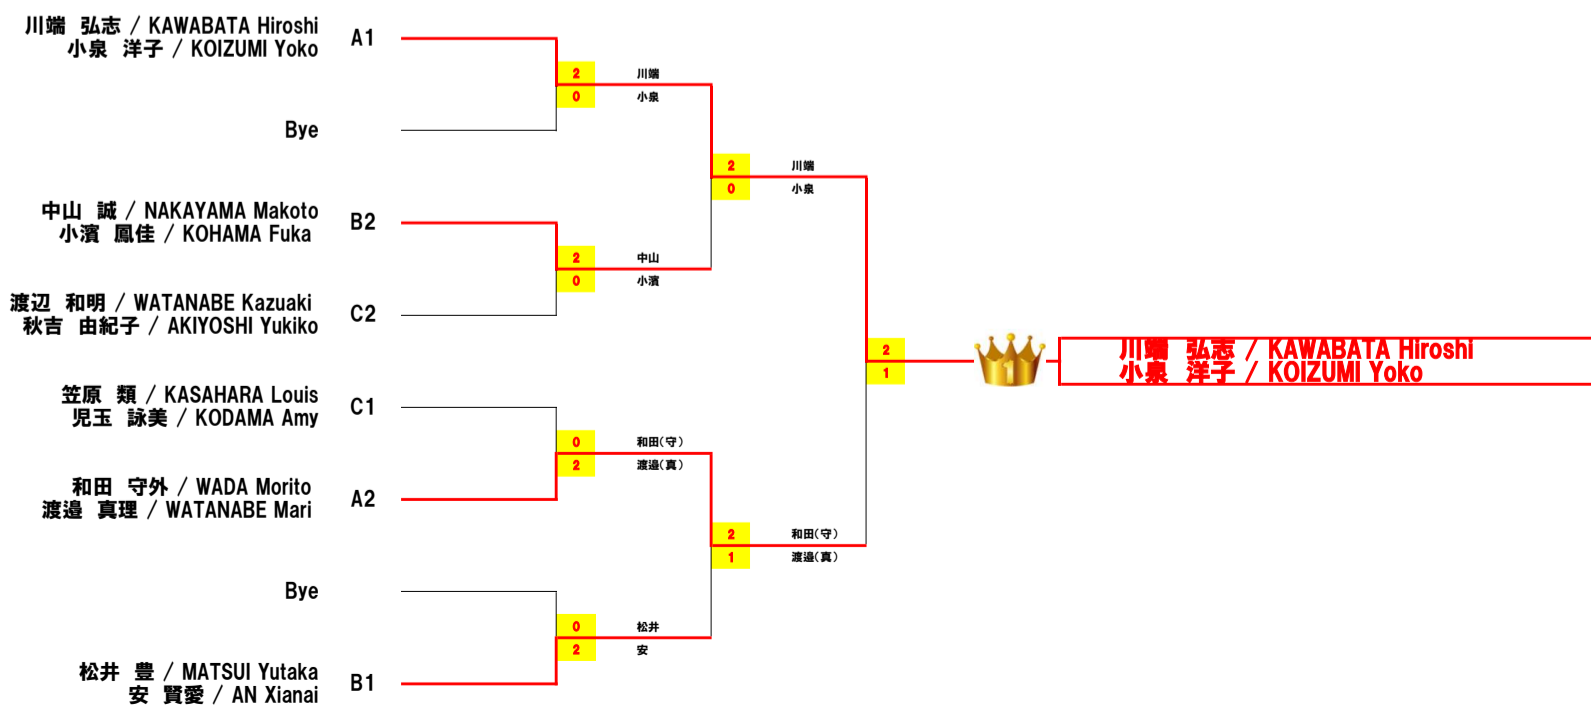 川端 弘志 / KAWABATA Hiroshi
小泉 洋子 / KOIZUMI Yoko
A1
2
0
川端
小泉
Bye
2
0
川端
小泉
中山 誠 / NAKAYAMA Makoto
小濱 鳳佳 / KOHAMA Fuka
B2
2
0
中山
小濱
渡辺 和明 / WATANABE Kazuaki
秋吉 由紀子 / AKIYOSHI Yukiko
C2
2
1
川端 弘志 / KAWABATA Hiroshi
小泉 洋子 / KOIZUMI Yoko
笠原 類 / KASAHARA Louis
児玉 詠美 / KODAMA Amy
C1
0
2
和田(守)
渡邉(真)
和田 守外 / WADA Morito
渡邉 真理 / WATANABE Mari
A2
2
1
和田(守)
渡邉(真)
Bye
0
2
松井
安
松井 豊 / MATSUI Yutaka
安 賢愛 / AN Xianai
B1